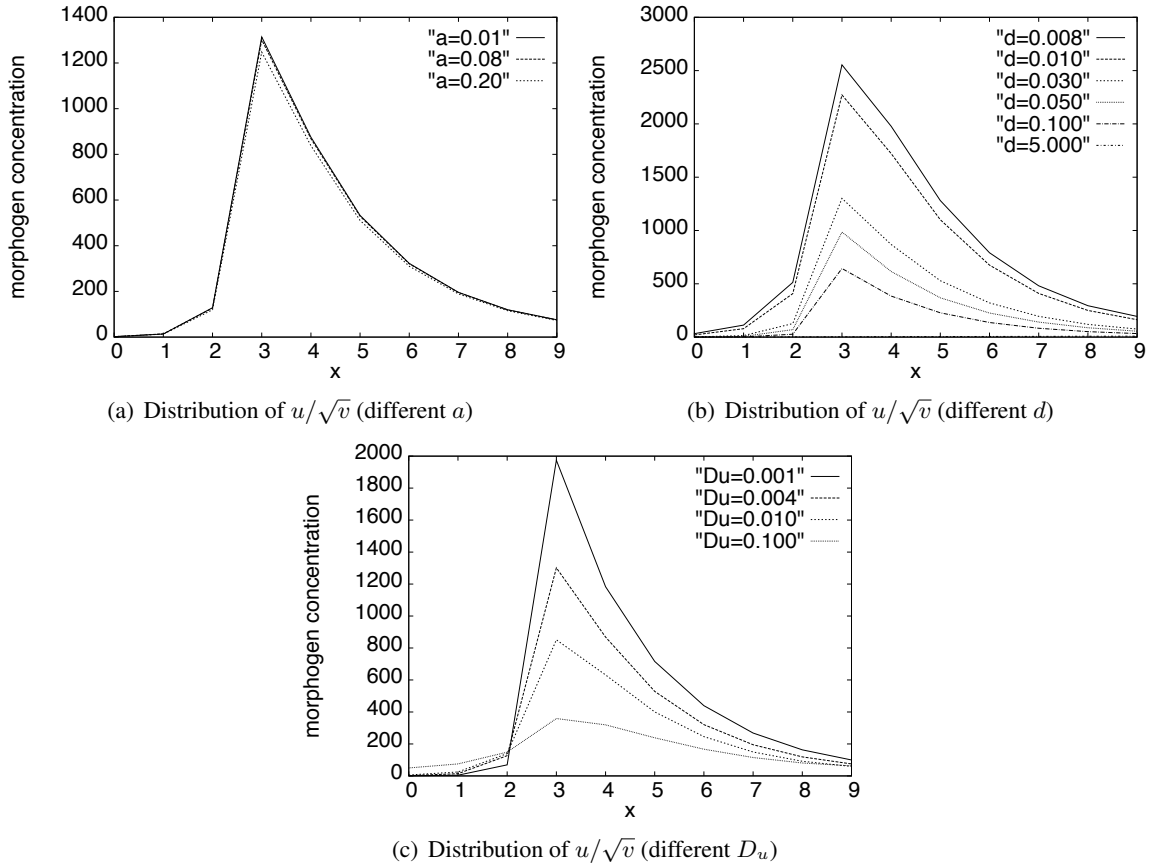 1400
1200
1000
800
600
400
200
0
0 1 2 3 4 5 6 7 8 9
morphogen concentration
x
"a=0.01"
"a=0.08"
"a=0.20"
(a) Distribution of u/√v (different a)
3000
2500
2000
1500
1000
500
0
0 1 2 3 4 5 6 7 8 9
morphogen concentration
x
"d=0.008"
"d=0.010"
"d=0.030"
"d=0.050"
"d=0.100"
"d=5.000"
(b) Distribution of u/√v (different d)
2000
1800
1600
1400
1200
1000
800
600
400
200
0
0 1 2 3 4 5 6 7 8 9
morphogen concentration
x
"Du=0.001"
"Du=0.004"
"Du=0.010"
"Du=0.100"
(c) Distribution of u/√v (different Du)